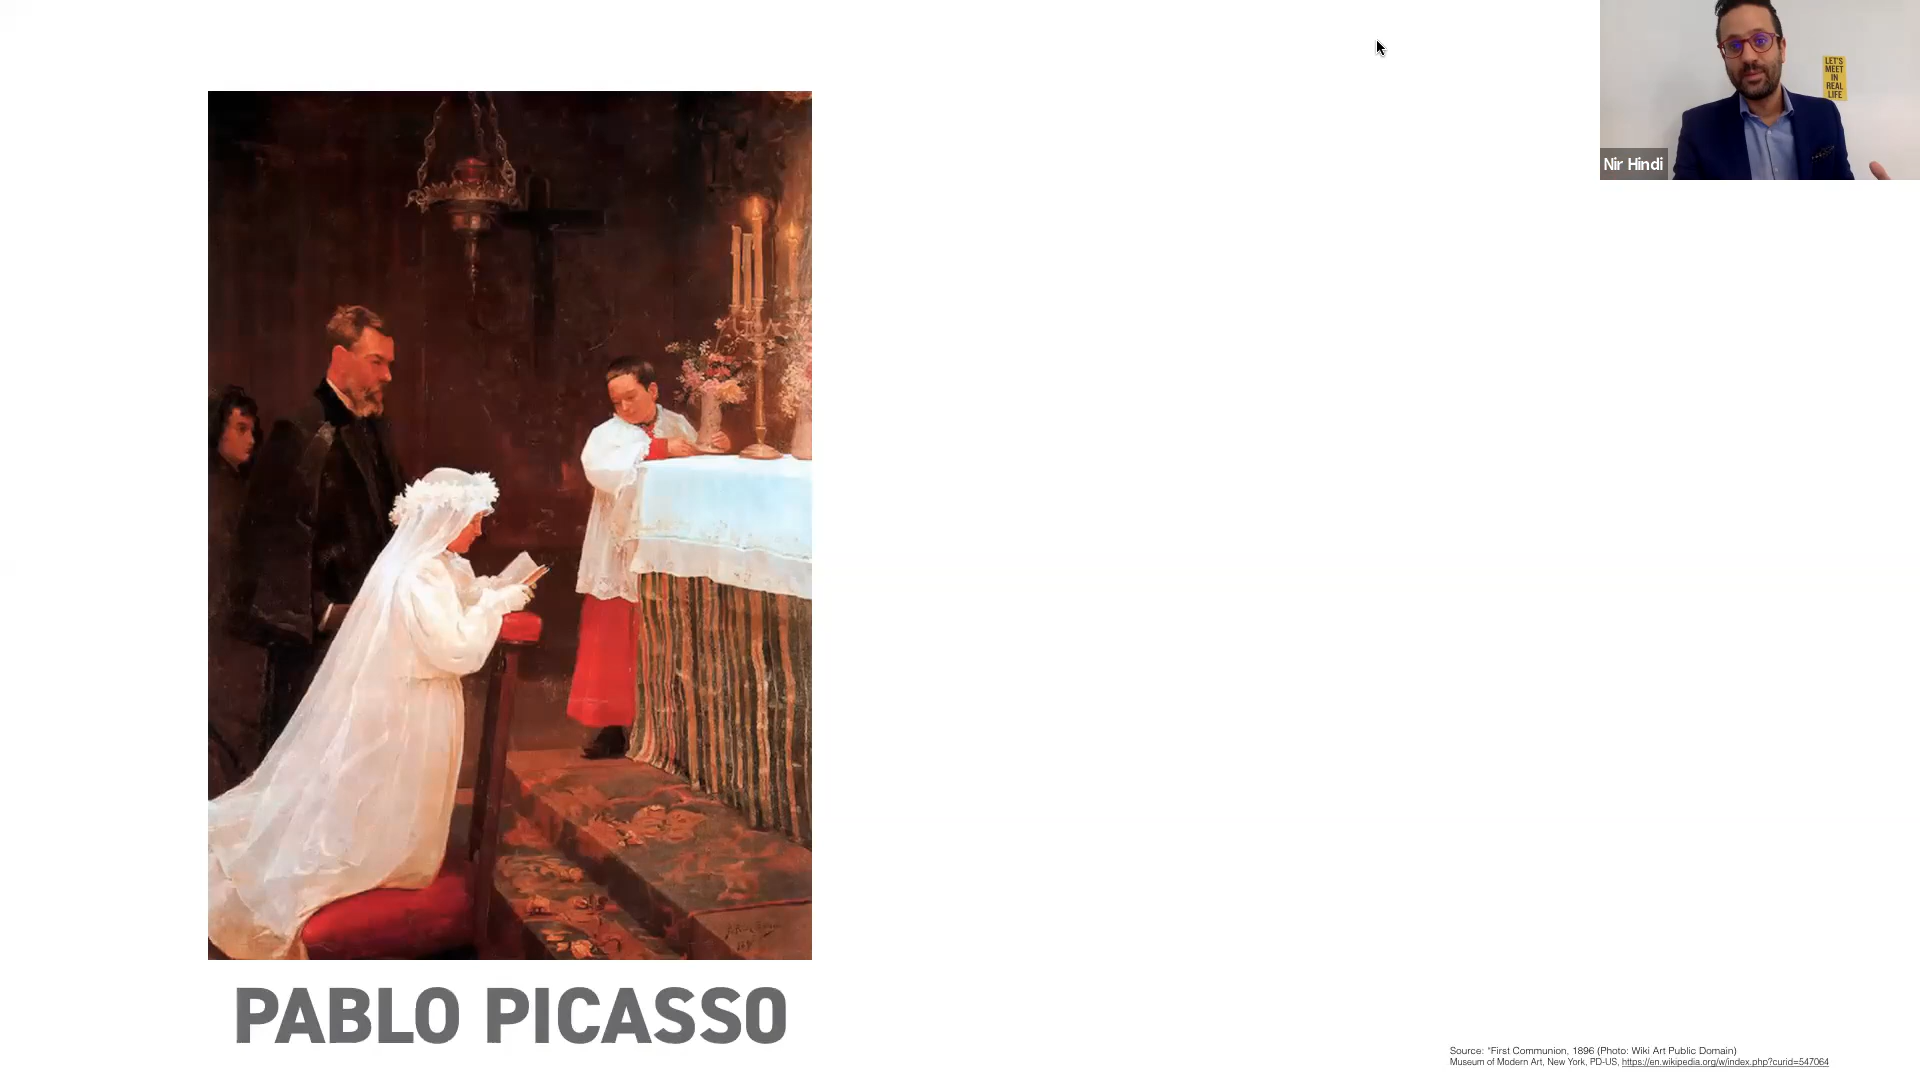 LET'S
MEET
IN
REAL
LIFE
Nir Hindi
PABLO PICASSO
Source: "First Communion, 1896 (Photo: Wiki Art Public Domain)
Museum of Modern Art, New York, PD-US, https://en.wikipedia.org/w/index.php?curid=547064